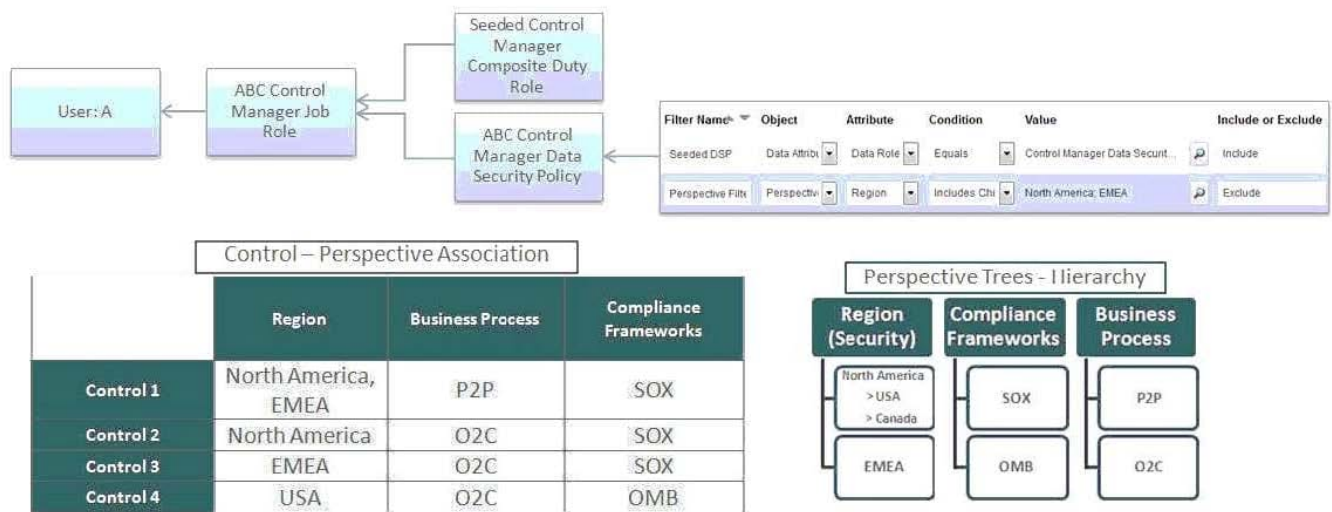 Seeded Control
Manager
Composite Duty
Role
User: A
ABC Control
Manager Job
Role
ABC Control
Manager Data
Security Policy
Filter Name Object Attribute Condition Value Include or Exclude
Seeded DSP Data Attribu Data Role Equals Control Manager Data Securit... Include
Perspective Filte Perspectiv Region Includes Chi North America; EMEA Exclude
Control – Perspective Association
Region Business Process Compliance
Frameworks
Control 1 North America,
EMEA P2P SOX
Control 2 North America O2C SOX
Control 3 EMEA O2C SOX
Control 4 USA O2C OMB
Perspective Trees - Hierarchy
Region
(Security)
Compliance
Frameworks
Business
Process
North America
> USA
> Canada
SOX
P2P
EMEA
OMB
O2C